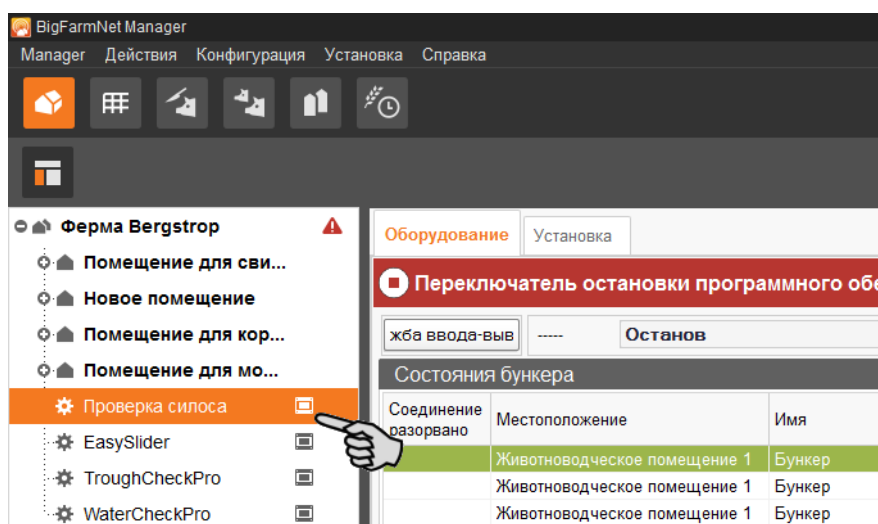 BigFarmNet Manager
Manager Действия Конфигурация Установка Справка
Ферма Bergstrop
Помещение для сви...
Новое помещение
Помещение для кор...
Помещение для мо...
Проверка силоса
EasySlider
TroughCheckPro
WaterCheckPro
Оборудование Установка
Переключатель остановки программного обе
жба ввода-выв ----- Останов
Состояния бункера
Соединение разорвано Местоположение Имя
Животноводческое помещение 1 Бункер
Животноводческое помещение 1 Бункер
Животноводческое помещение 1 Бункер